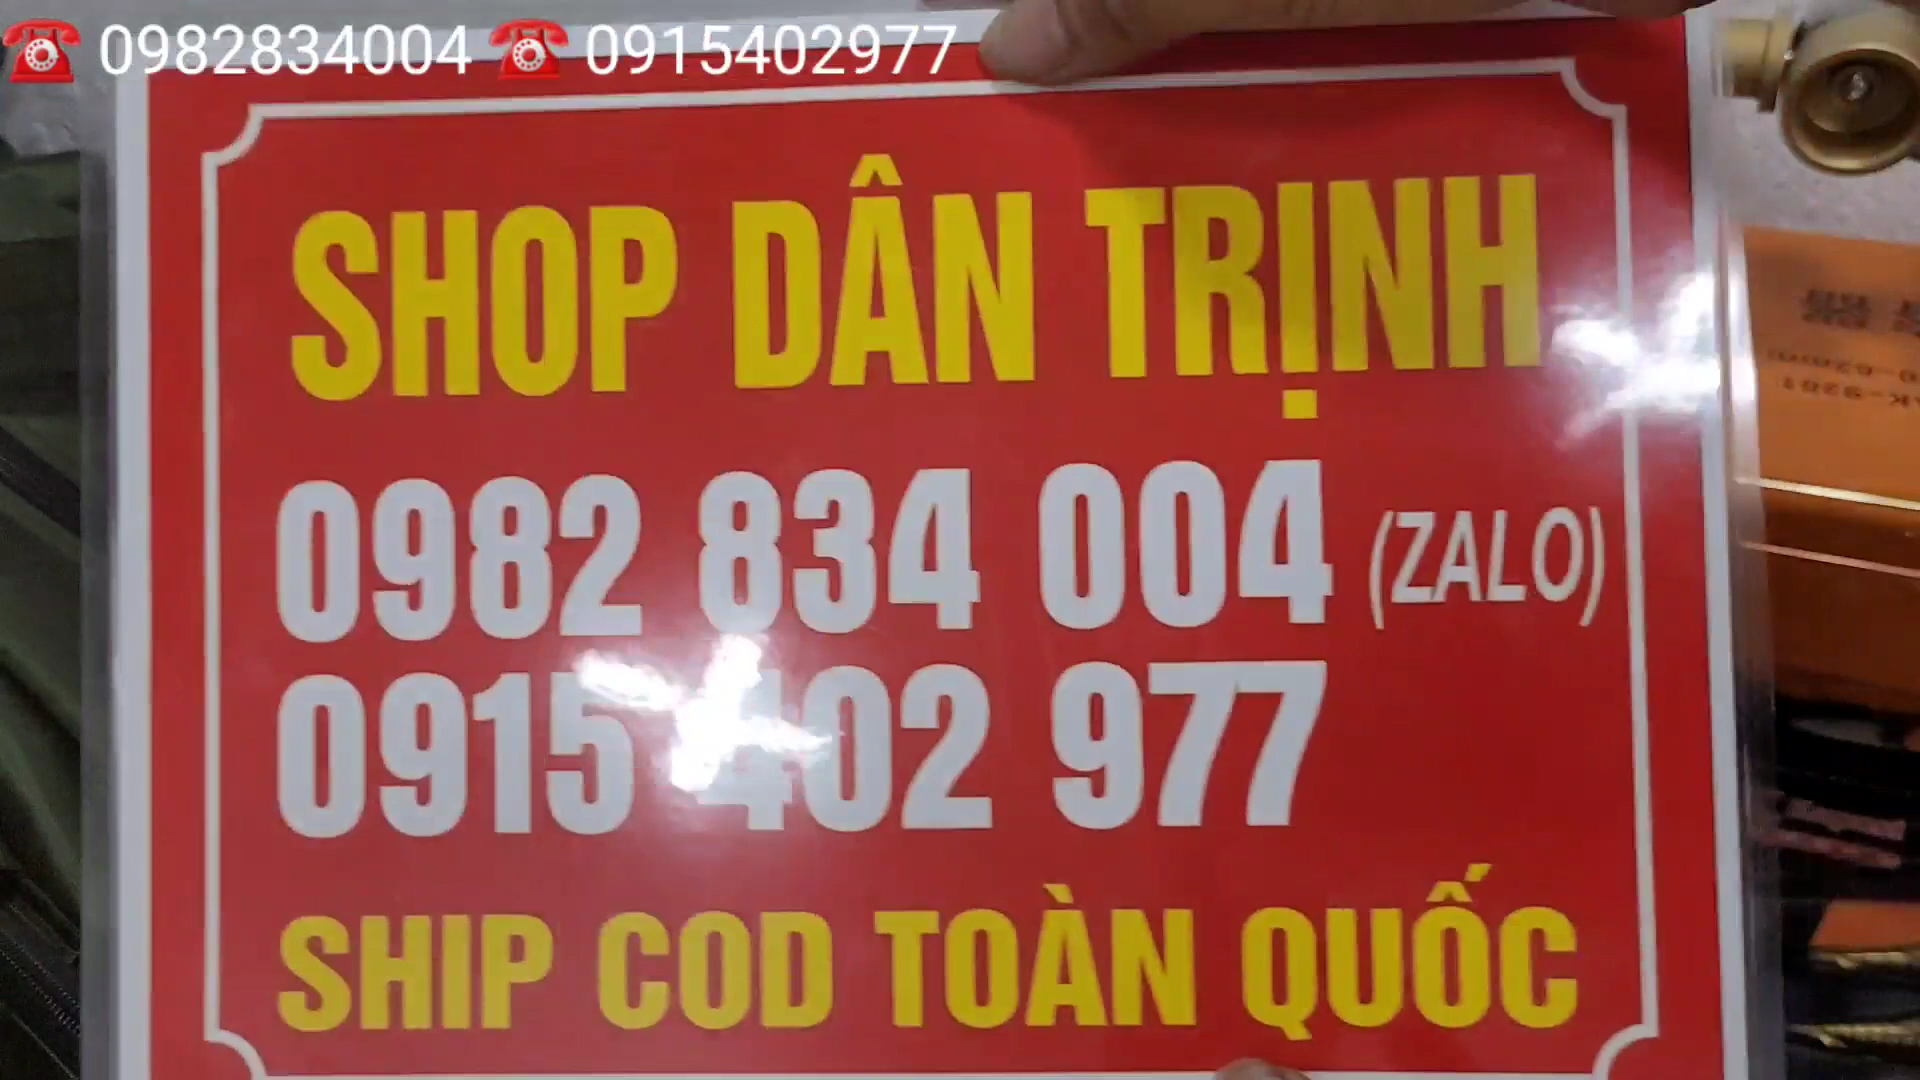 ☎ 0982834004 ☎ 0915402977
SHOP DÂN TRỊNH
0982 834 004 (ZALO)
0915 402 977
SHIP COD TOÀN QUỐC